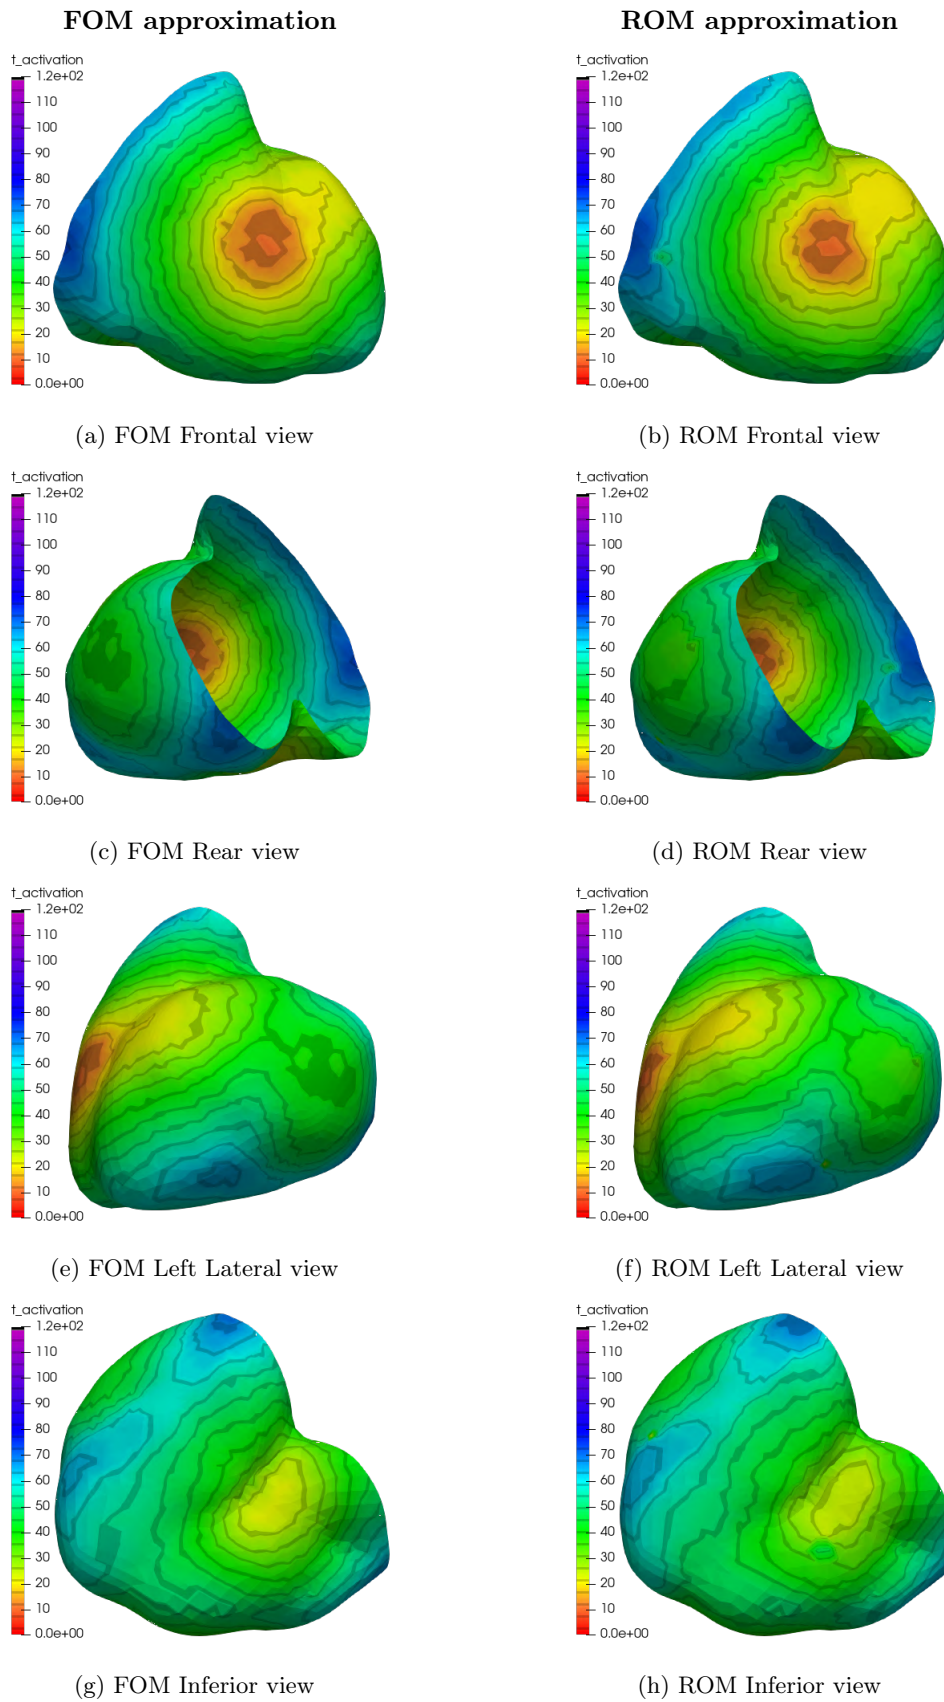 FOM approximation
ROM approximation
t_activation
1.2e+02
110
100
90
80
70
60
50
40
30
20
10
0.0e+00
t_activation
1.2e+02
110
100
90
80
70
60
50
40
30
20
10
0.0e+00
(a) FOM Frontal view
(b) ROM Frontal view
t_activation
1.2e+02
110
100
90
80
70
60
50
40
30
20
10
0.0e+00
t_activation
1.2e+02
110
100
90
80
70
60
50
40
30
20
10
0.0e+00
(c) FOM Rear view
(d) ROM Rear view
t_activation
1.2e+02
110
100
90
80
70
60
50
40
30
20
10
0.0e+00
t_activation
1.2e+02
110
100
90
80
70
60
50
40
30
20
10
0.0e+00
(e) FOM Left Lateral view
(f) ROM Left Lateral view
t_activation
1.2e+02
110
100
90
80
70
60
50
40
30
20
10
0.0e+00
t_activation
1.2e+02
110
100
90
80
70
60
50
40
30
20
10
0.0e+00
(g) FOM Inferior view
(h) ROM Inferior view